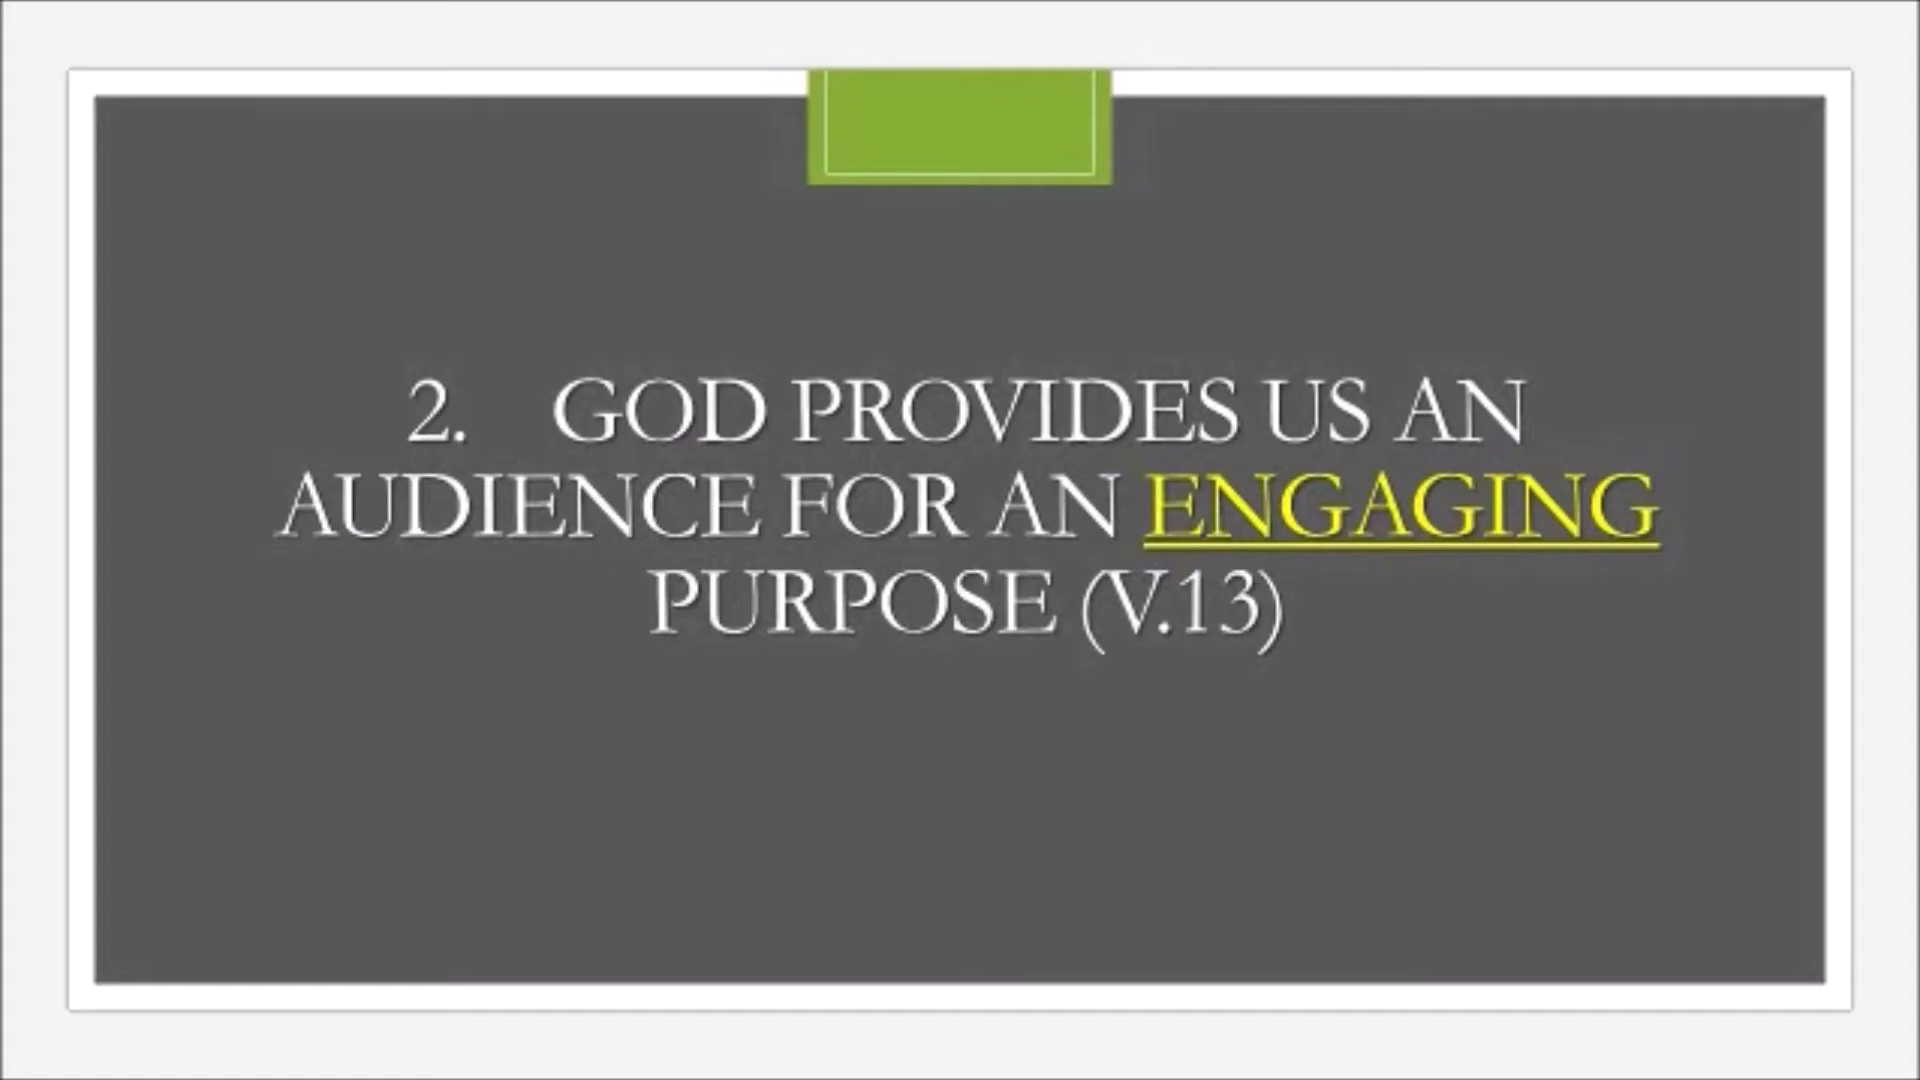 2. GOD PROVIDES US AN
AUDIENCE FOR AN ENGAGING
PURPOSE (V.13)